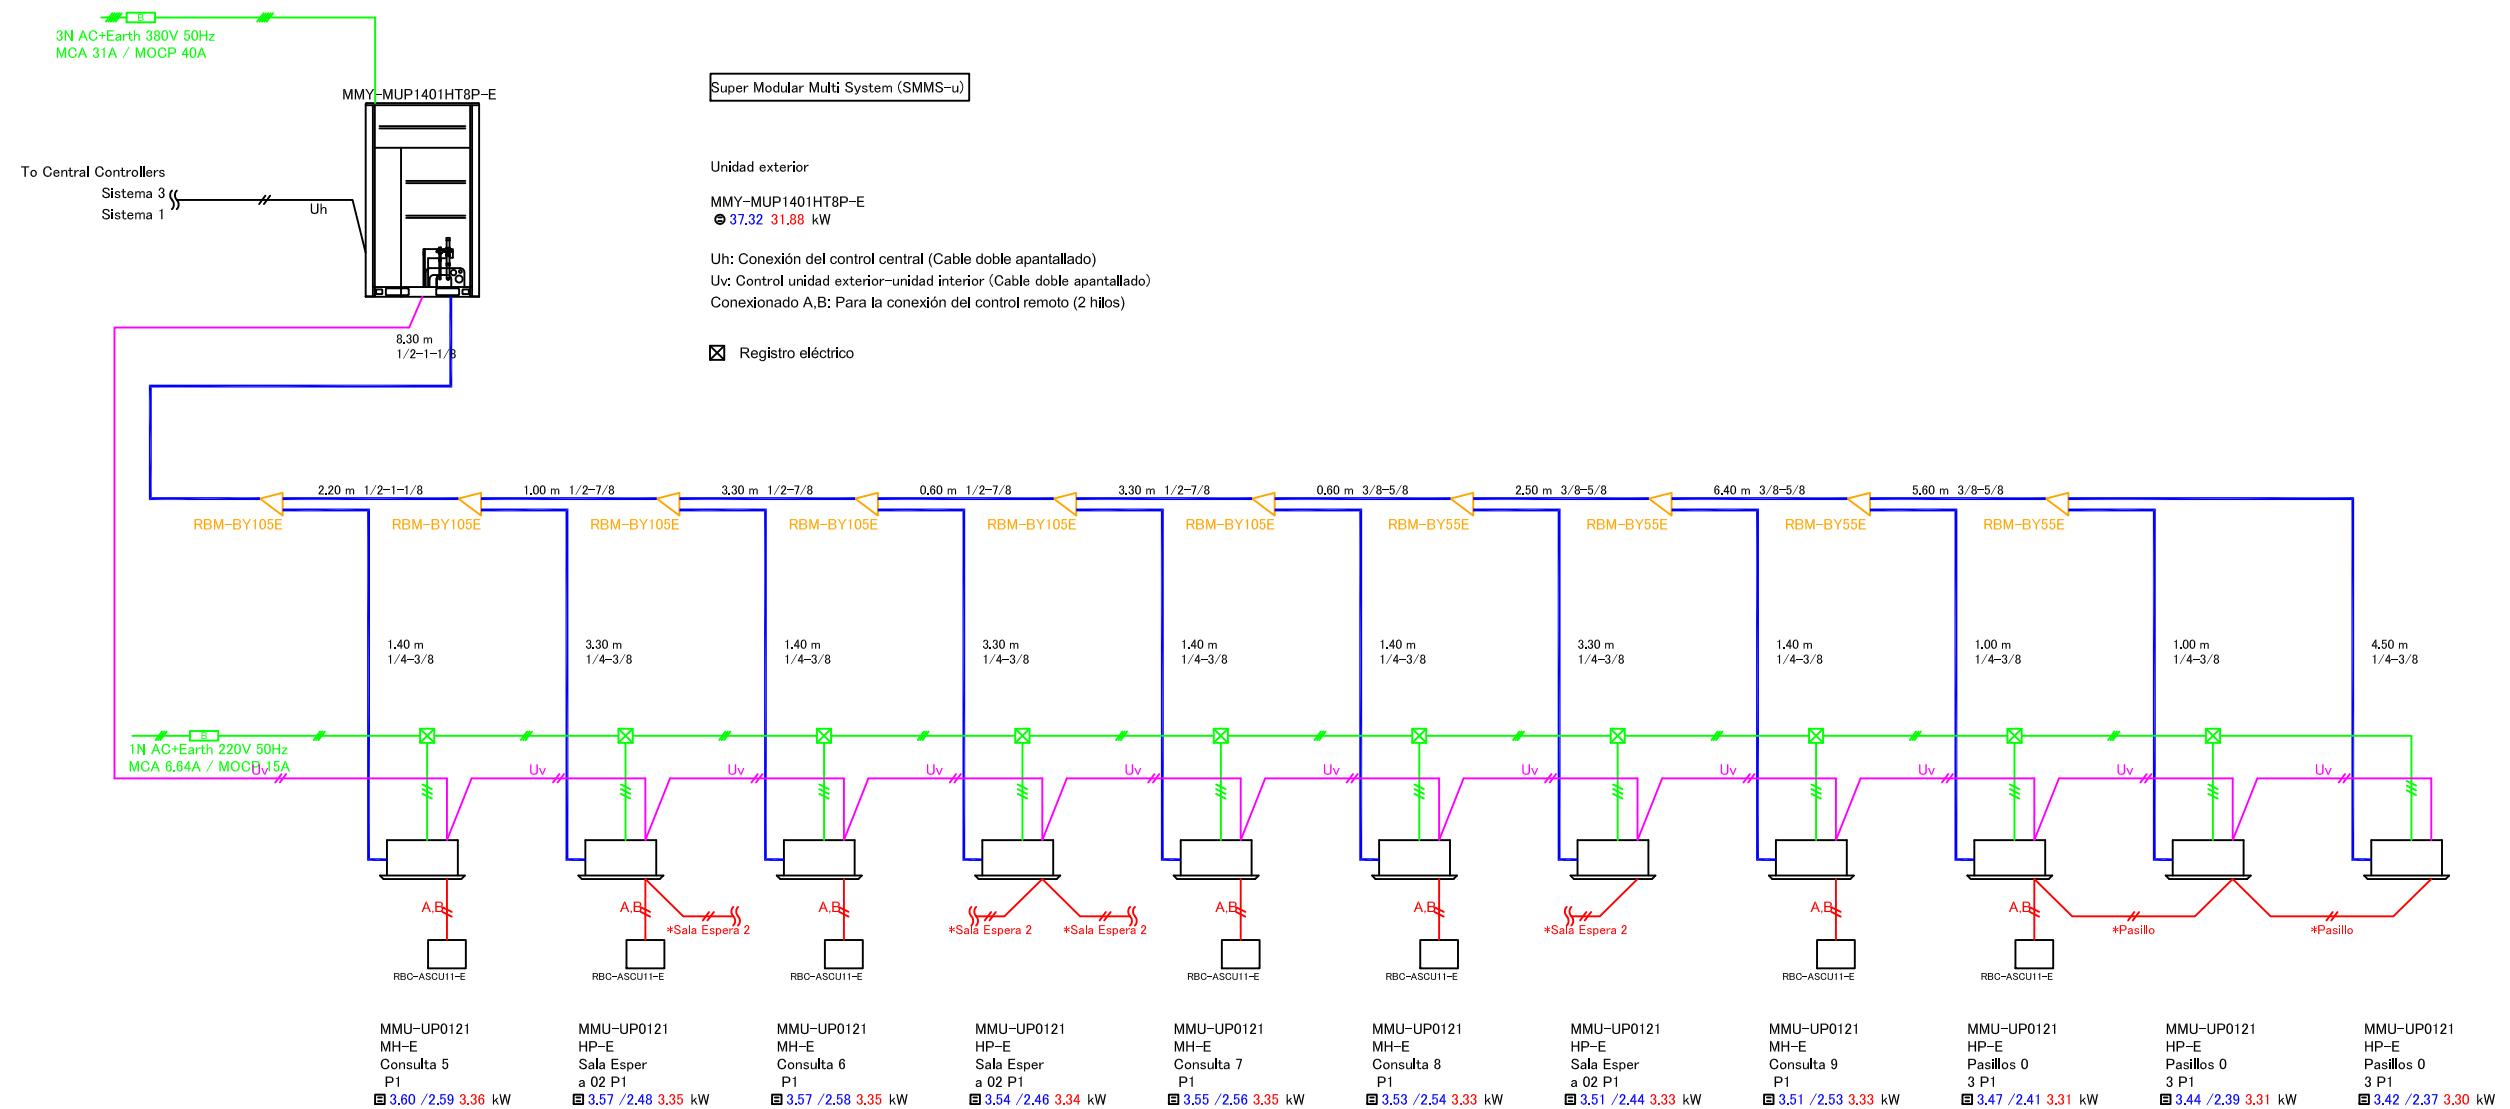 B
3N AC+Earth 380V 50Hz
MCA 31A / MOCP 40A
MMY-MUP1401HT8P-E
To Central Controllers
Sistema 3
Sistema 1
Uh
8.30 m
1/2-1-1/8
Super Modular Multi System (SMMS-u)
Unidad exterior
MMY-MUP1401HT8P-E
37.32 31.88 kW
Uh: Conexión del control central (Cable doble apantallado)
Uv: Control unidad exterior-unidad interior (Cable doble apantallado)
Conexionado A,B: Para la conexión del control remoto (2 hilos)
Registro eléctrico
2.20 m 1/2-1-1/8
1.00 m 1/2-7/8
3.30 m 1/2-7/8
0.60 m 1/2-7/8
3.30 m 1/2-7/8
0.60 m 3/8-5/8
2.50 m 3/8-5/8
6.40 m 3/8-5/8
5.60 m 3/8-5/8
RBM-BY105E
RBM-BY105E
RBM-BY105E
RBM-BY105E
RBM-BY105E
RBM-BY105E
RBM-BY55E
RBM-BY55E
RBM-BY55E
RBM-BY55E
1.40 m
1/4-3/8
3.30 m
1/4-3/8
1.40 m
1/4-3/8
3.30 m
1/4-3/8
1.40 m
1/4-3/8
1.40 m
1/4-3/8
3.30 m
1/4-3/8
1.40 m
1/4-3/8
1.00 m
1/4-3/8
1.00 m
1/4-3/8
4.50 m
1/4-3/8
B
1N AC+Earth 220V 50Hz
MCA 6.64A / MOCP 15A
Uv
Uv
Uv
Uv
Uv
Uv
Uv
Uv
Uv
Uv
Uv
A,B
A,B
A,B
A,B
A,B
A,B
A,B
*Sala Espera 2
*Sala Espera 2
*Sala Espera 2
*Sala Espera 2
*Pasillo
*Pasillo
RBC-ASCU11-E
RBC-ASCU11-E
RBC-ASCU11-E
RBC-ASCU11-E
RBC-ASCU11-E
RBC-ASCU11-E
RBC-ASCU11-E
MMU-UP0121
MH-E
Consulta 5
P1
3.60 /2.59 3.36 kW
MMU-UP0121
HP-E
Sala Esper
a 02 P1
3.57 /2.48 3.35 kW
MMU-UP0121
MH-E
Consulta 6
P1
3.57 /2.58 3.35 kW
MMU-UP0121
HP-E
Sala Esper
a 02 P1
3.54 /2.46 3.34 kW
MMU-UP0121
MH-E
Consulta 7
P1
3.55 /2.56 3.35 kW
MMU-UP0121
MH-E
Consulta 8
P1
3.53 /2.54 3.33 kW
MMU-UP0121
HP-E
Sala Esper
a 02 P1
3.51 /2.44 3.33 kW
MMU-UP0121
MH-E
Consulta 9
P1
3.51 /2.53 3.33 kW
MMU-UP0121
HP-E
Pasillos 0
3 P1
3.47 /2.41 3.31 kW
MMU-UP0121
HP-E
Pasillos 0
3 P1
3.44 /2.39 3.31 kW
MMU-UP0121
HP-E
Pasillos 0
3 P1
3.42 /2.37 3.30 kW